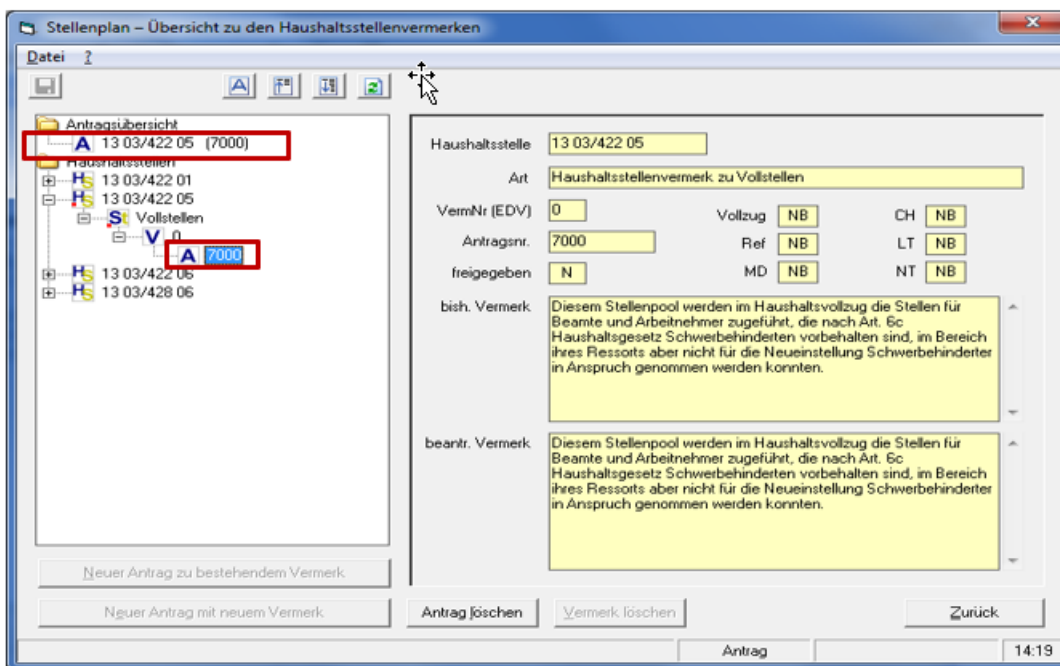 Stellenplan – Übersicht zu den Haushaltsstellenvermerken
Datei ?
Antragsübersicht
A 13 03/422 05 (7000)
Haushaltsstellen
HS 13 03/422 01
HS 13 03/422 05
St Vollstellen
V 0
A 7000
HS 13 03/422 06
HS 13 03/428 06
Neuer Antrag zu bestehendem Vermerk
Neuer Antrag mit neuem Vermerk
Haushaltsstelle 13 03/422 05
Art Haushaltsstellenvermerk zu Vollstellen
VermNr (EDV) 0 Vollzug NB CH NB
Antragsnr. 7000 Ref NB LT NB
freigegeben N MD NB NT NB
bish. Vermerk Diesem Stellenpool werden im Haushaltsvollzug die Stellen für
Beamte und Arbeitnehmer zugeführt, die nach Art. 6c
Haushaltsgesetz Schwerbehinderten vorbehalten sind, im Bereich
ihres Ressorts aber nicht für die Neueinstellung Schwerbehinderter
in Anspruch genommen werden konnten.
beantr. Vermerk Diesem Stellenpool werden im Haushaltsvollzug die Stellen für
Beamte und Arbeitnehmer zugeführt, die nach Art. 6c
Haushaltsgesetz Schwerbehinderten vorbehalten sind, im Bereich
ihres Ressorts aber nicht für die Neueinstellung Schwerbehinderter
in Anspruch genommen werden konnten.
Antrag löschen Vermerk löschen Zurück
Antrag 14:19